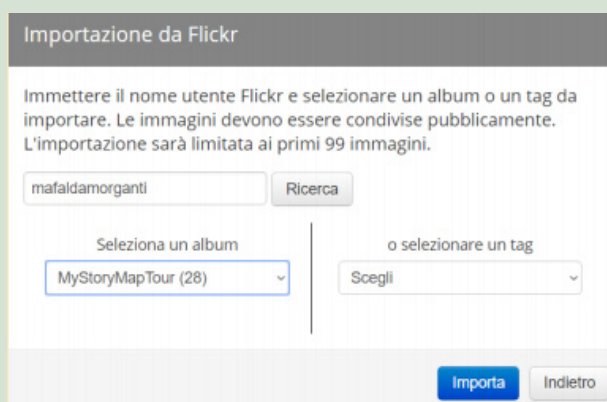 Importazione da Flickr
Immettere il nome utente Flickr e selezionare un album o un tag da
importare. Le immagini devono essere condivise pubblicamente.
L'importazione sarà limitata ai primi 99 immagini.
mafaldamorganti
Ricerca
Seleziona un album
o selezionare un tag
MyStoryMapTour (28)
Scegli
Importa
Indietro